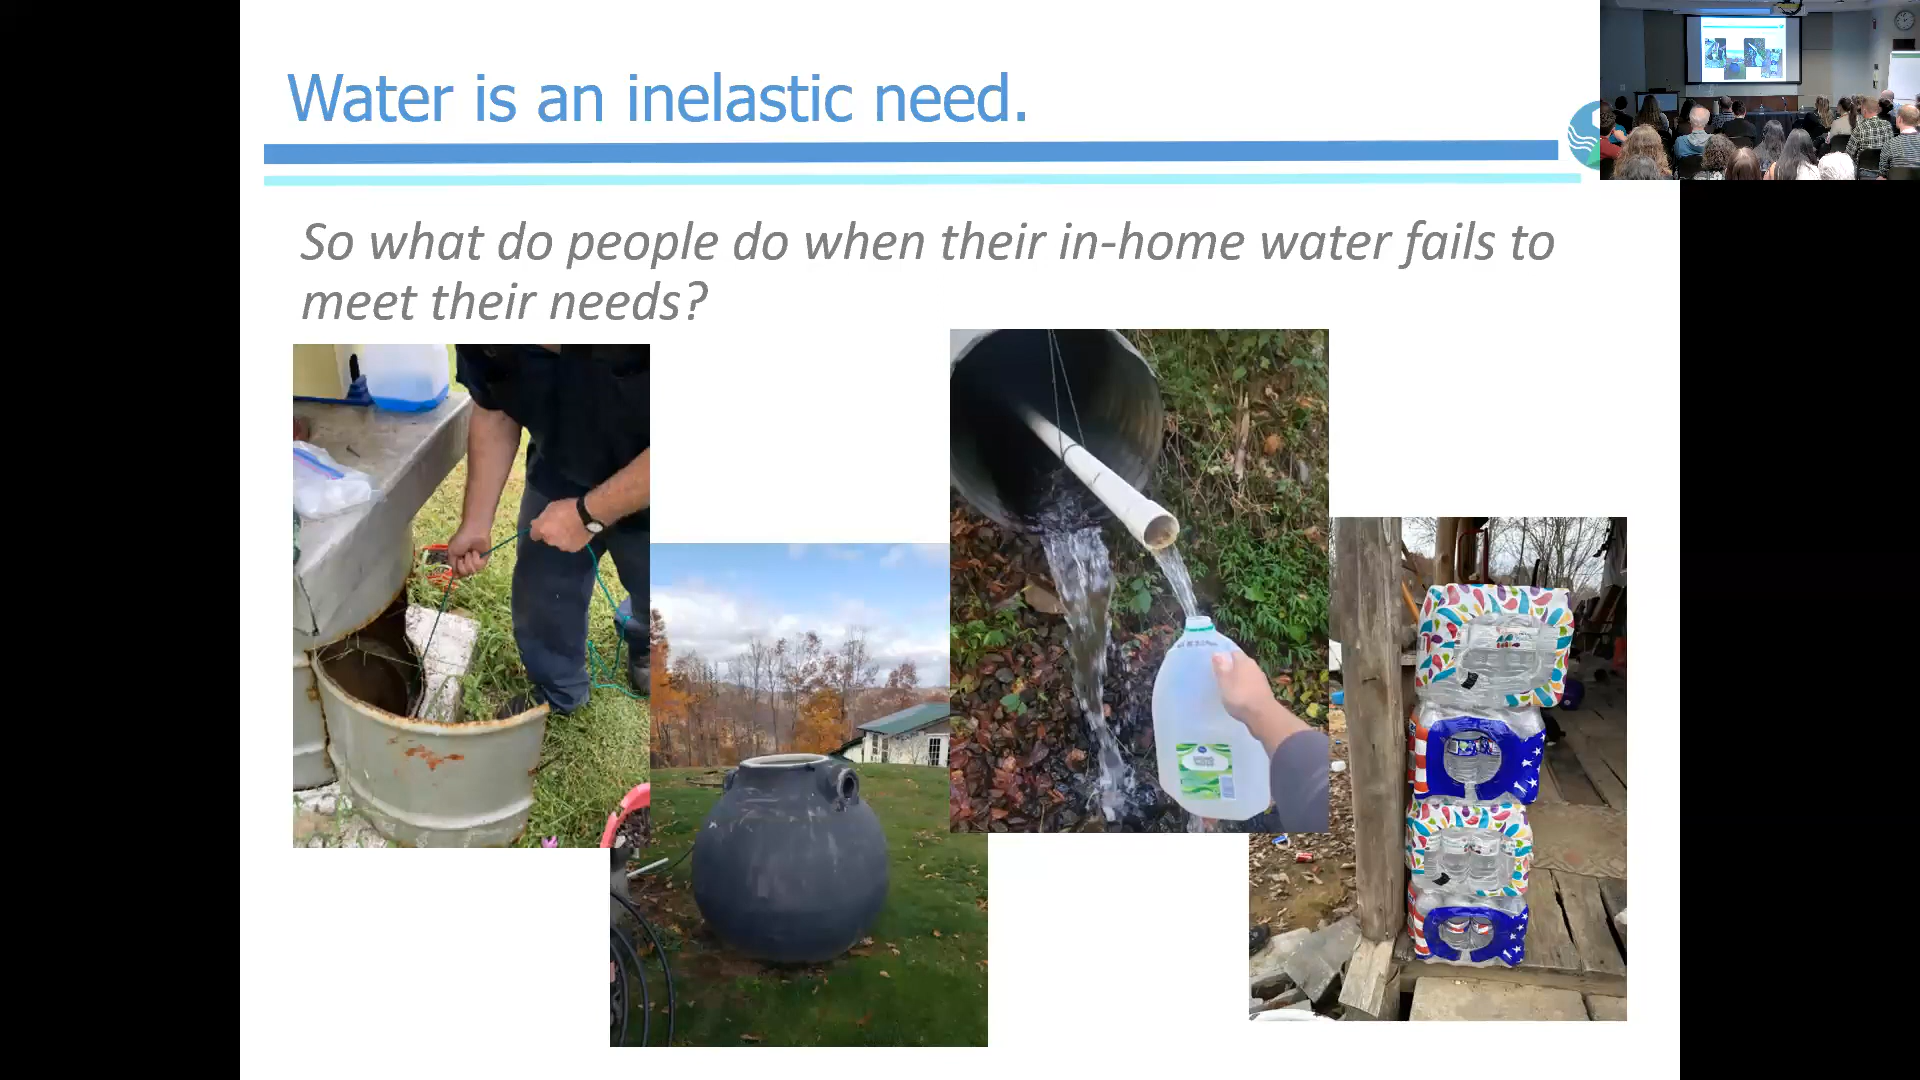 Water is an inelastic need.
So what do people do when their in-home water fails to
meet their needs?